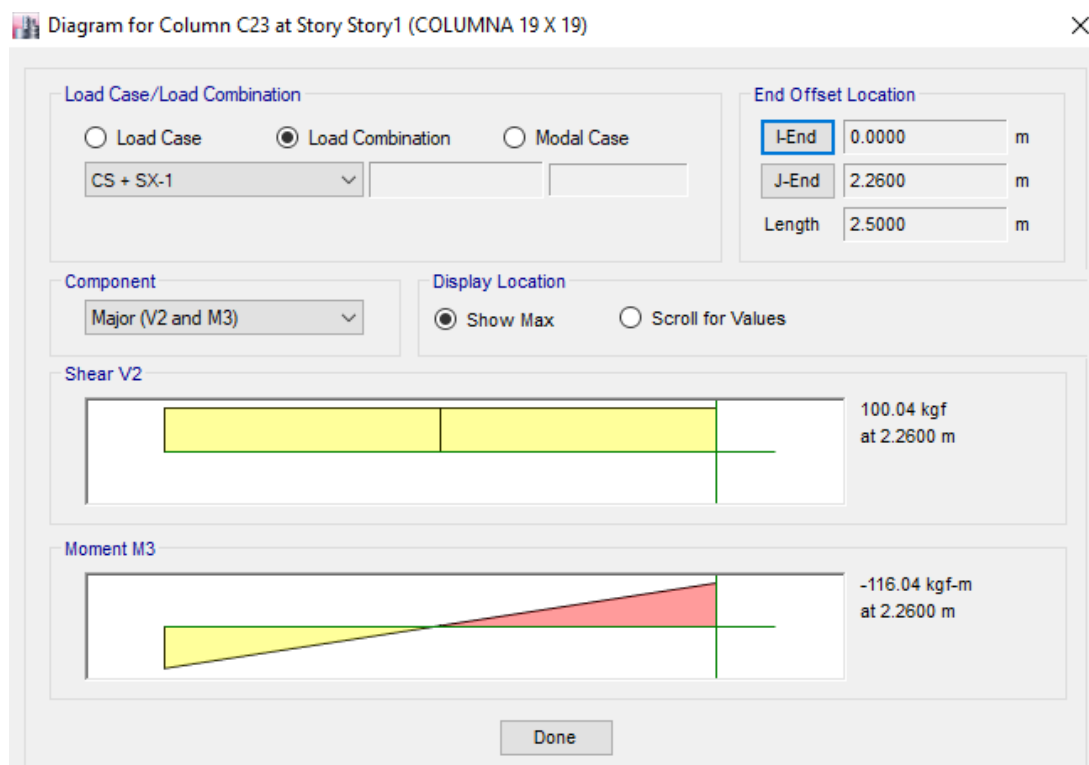 Diagram for Column C23 at Story Story1 (COLUMNA 19 X 19)
Load Case/Load Combination
Load Case
Load Combination
Modal Case
CS + SX-1
End Offset Location
I-End
0.0000
m
J-End
2.2600
m
Length
2.5000
m
Component
Major (V2 and M3)
Display Location
Show Max
Scroll for Values
Shear V2
100.04 kgf
at 2.2600 m
Moment M3
-116.04 kgf-m
at 2.2600 m
Done